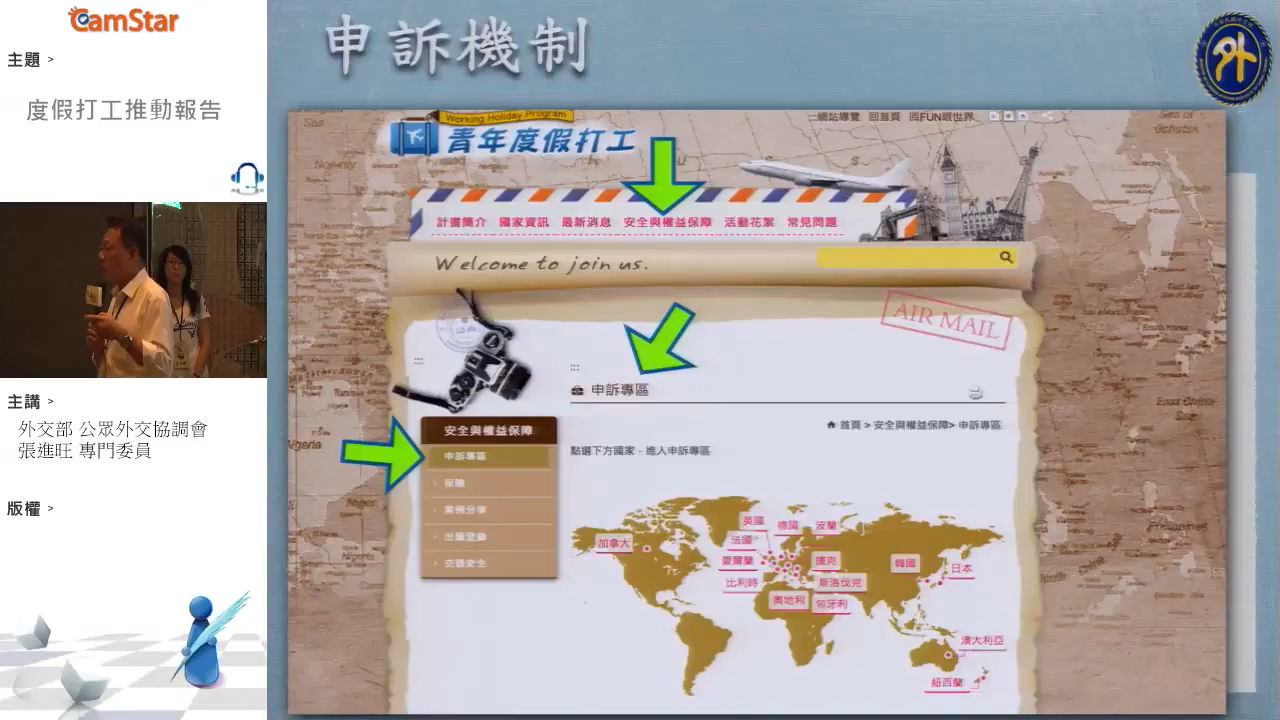 CamStar
主題 >
度假打工推動報告
主講 >
外交部 公眾外交協調會
張進旺 專門委員
版權 >
申訴機制
外
Working Holiday Program
青年度假打工
網站導覽 回首頁 回FUN眼世界
計畫簡介 國家資訊 最新消息 安全與權益保障 活動花絮 常見問題
Welcome to join us.
AIR MAIL
申訴專區
首頁 > 安全與權益保障> 申訴專區
安全與權益保障
申訴專區
保險
案例分享
出國登錄
交通安全
點選下方國家，進入申訴專區
加拿大
英國
德國
波蘭
法國
愛爾蘭
捷克
韓國
日本
比利時
斯洛伐克
奧地利
匈牙利
澳大利亞
紐西蘭
East China
Sea
Sea of
Okhotsk
Algeria